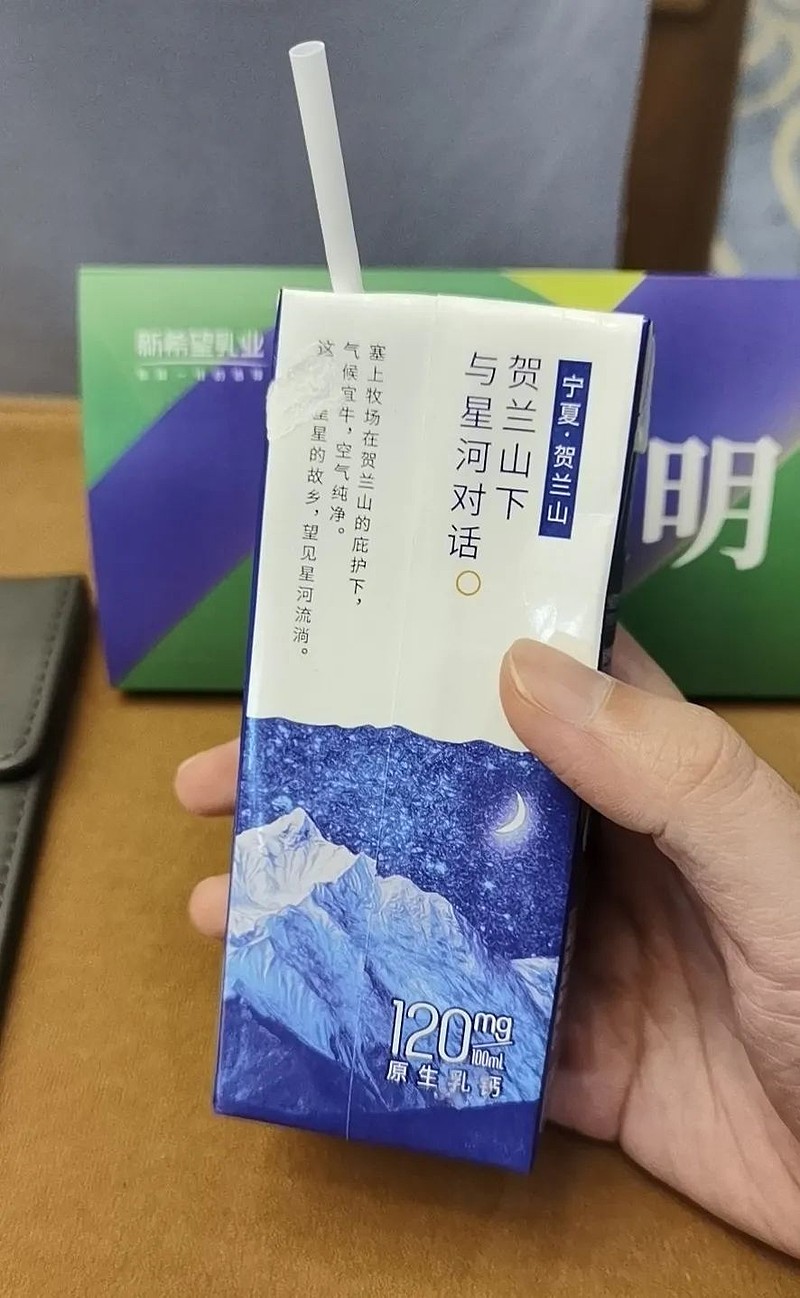 宁夏·贺兰山
贺兰山下
与星河对话
塞上牧场在贺兰山的庇护下，
气候宜牛，空气纯净。
这星星的故乡，望见星河流淌。
120mg
100mL
原生乳钙
新希望乳业
明